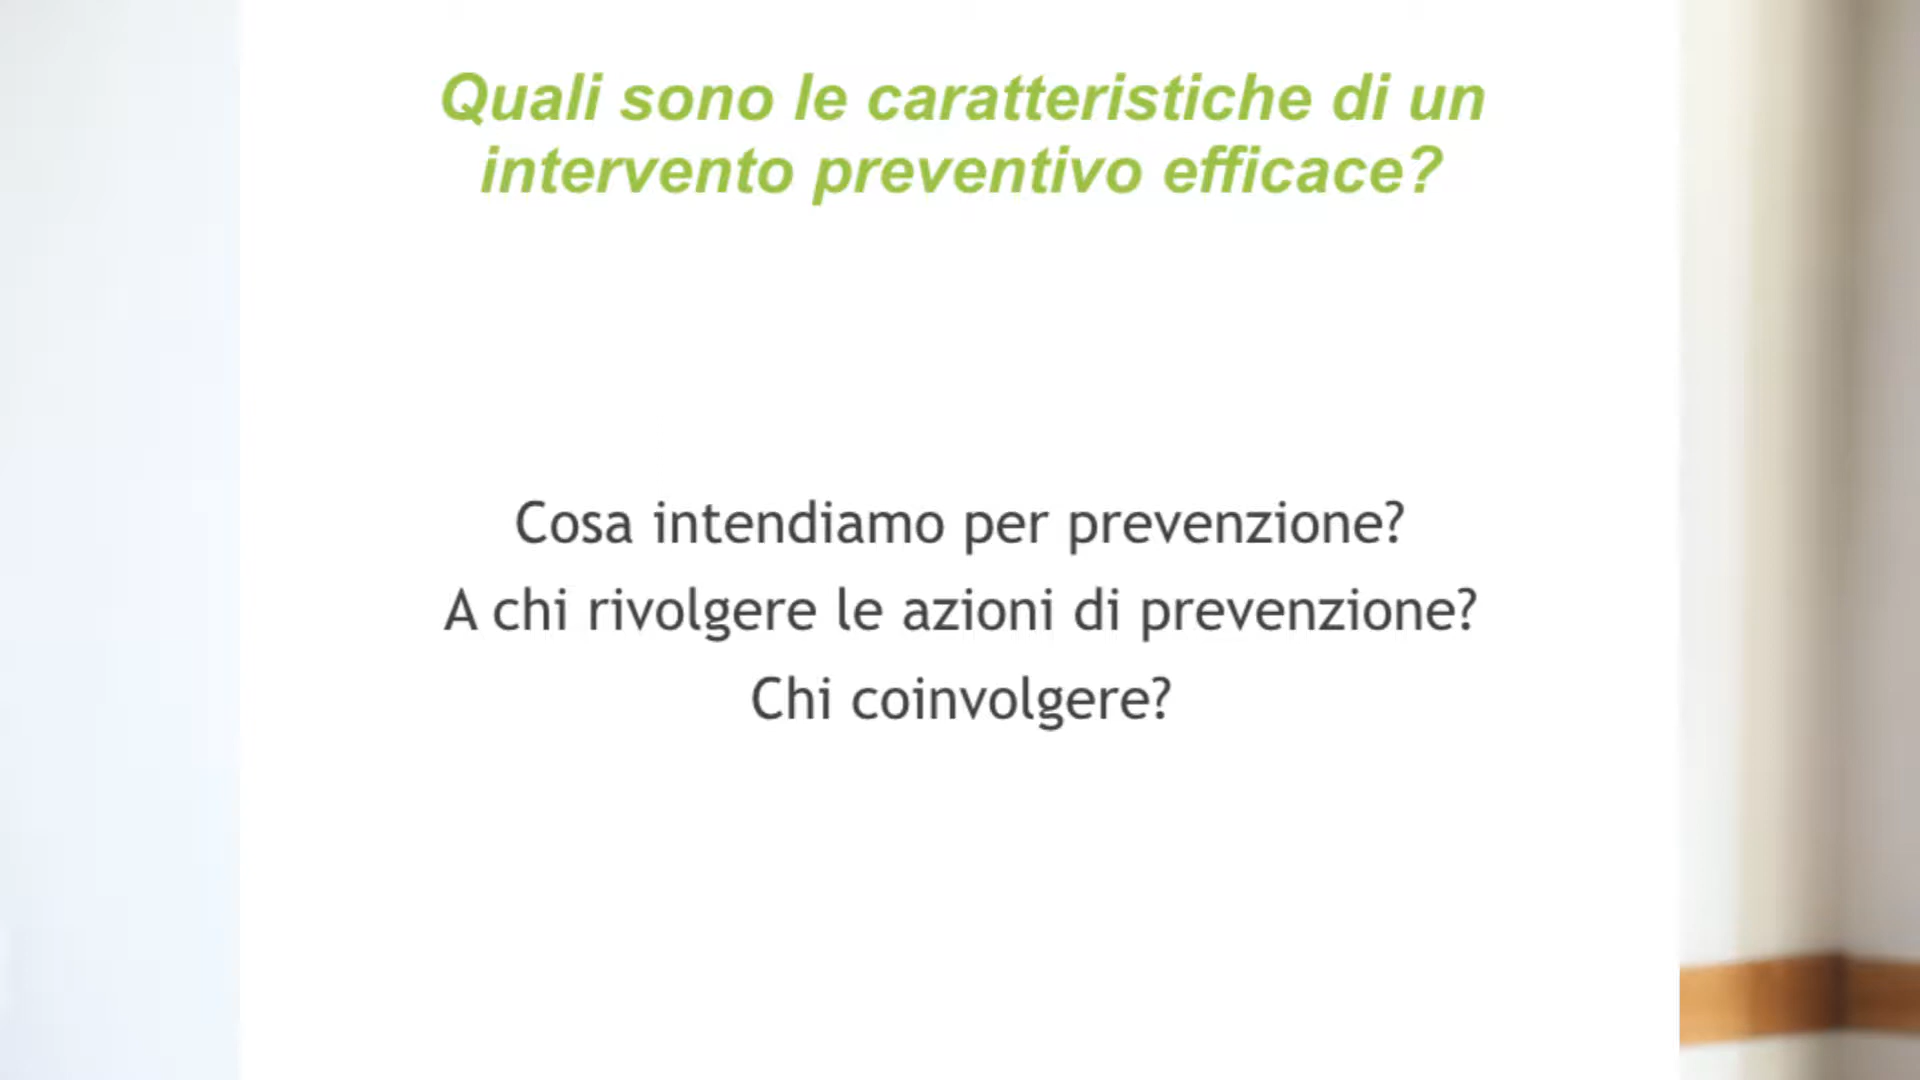 Quali sono le caratteristiche di un
intervento preventivo efficace?
Cosa intendiamo per prevenzione?
A chi rivolgere le azioni di prevenzione?
Chi coinvolgere?